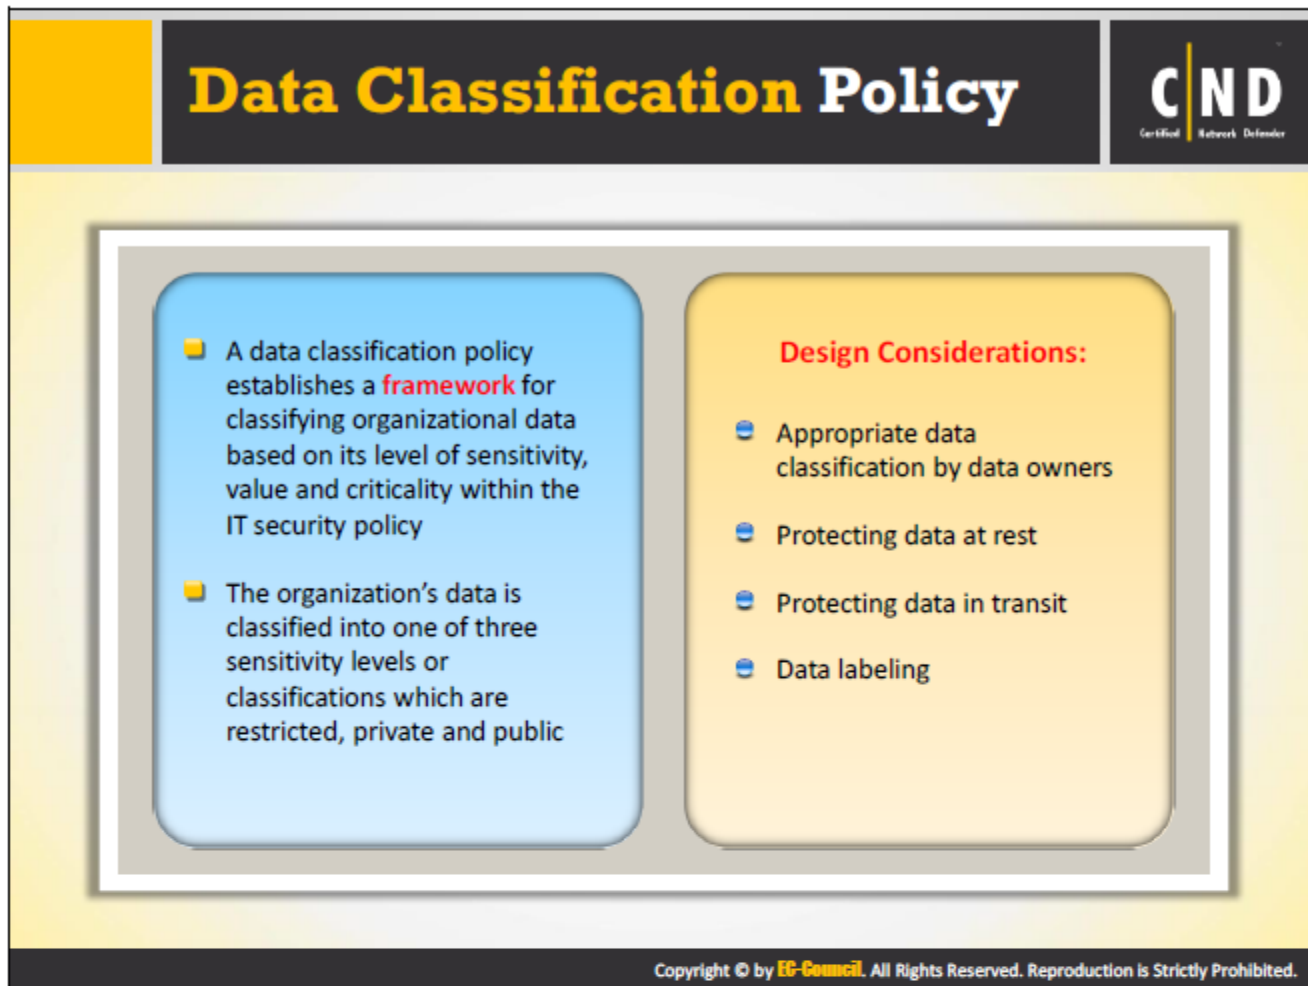 Data Classification Policy
C|ND
Certified Network Defender
A data classification policy
establishes a framework for
classifying organizational data
based on its level of sensitivity,
value and criticality within the
IT security policy
The organization's data is
classified into one of three
sensitivity levels or
classifications which are
restricted, private and public
Design Considerations:
Appropriate data
classification by data owners
Protecting data at rest
Protecting data in transit
Data labeling
Copyright © by EC-Council. All Rights Reserved. Reproduction is Strictly Prohibited.